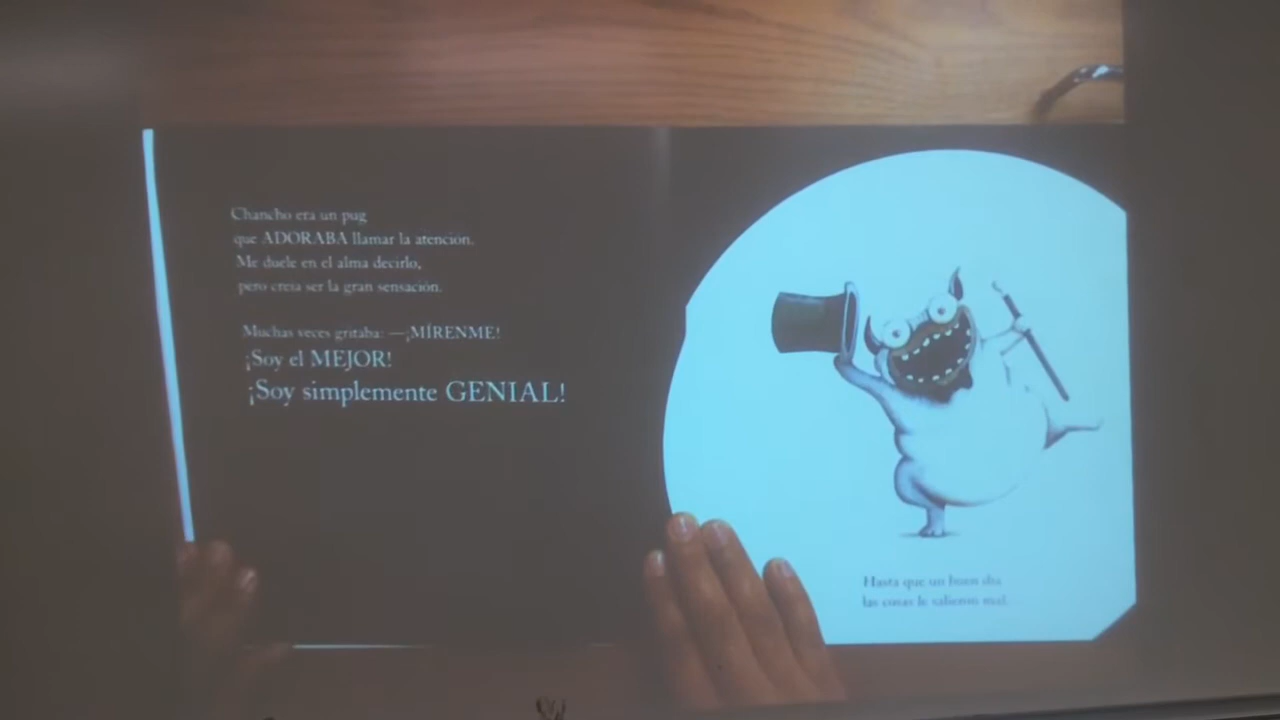 Chancho era un pug
que ADORABA llamar la atención.
Me duele en el alma decirlo,
pero creía ser la gran sensación.
Muchas veces gritaba: —¡MÍRENME!
¡Soy el MEJOR!
¡Soy simplemente GENIAL!
Hasta que un buen día
las cosas le salieron mal.